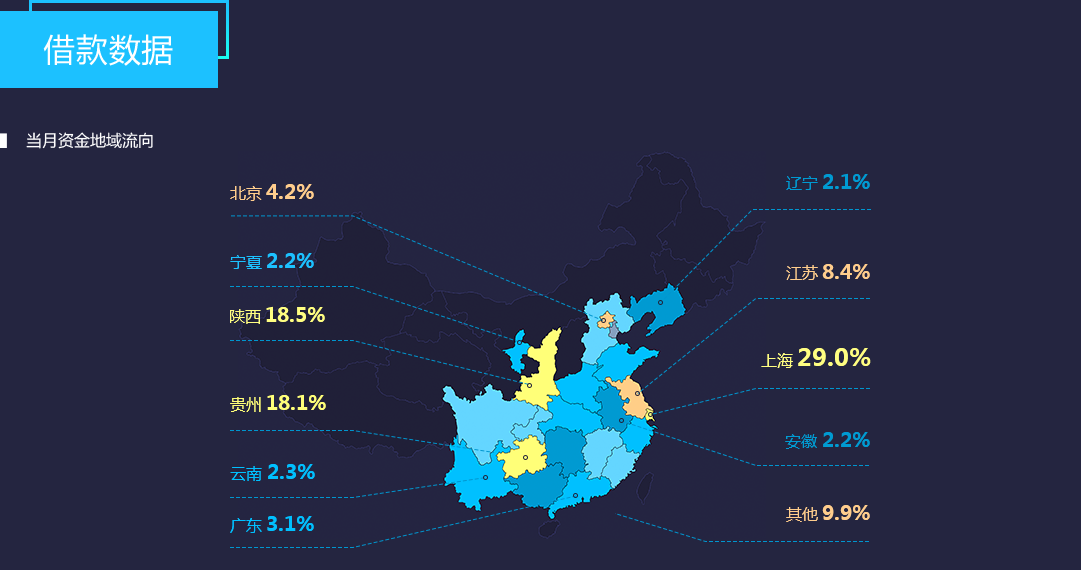 借款数据
当月资金地域流向
北京 4.2%
宁夏 2.2%
陕西 18.5%
贵州 18.1%
云南 2.3%
广东 3.1%
辽宁 2.1%
江苏 8.4%
上海 29.0%
安徽 2.2%
其他 9.9%